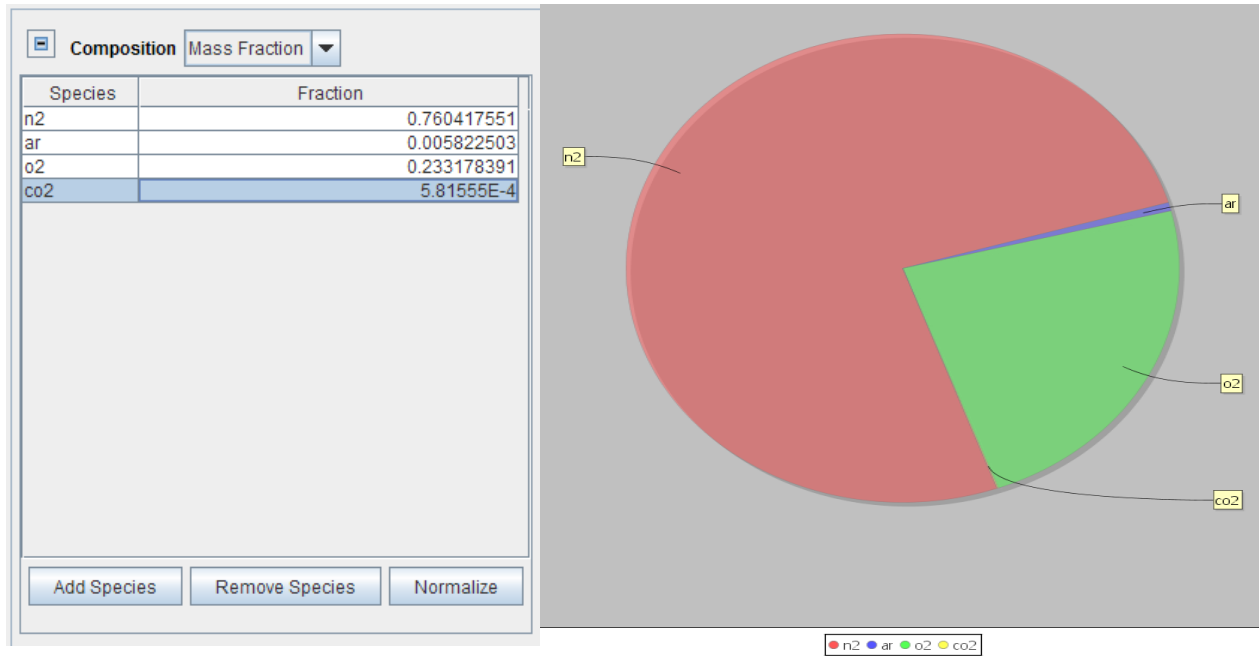 Composition Mass Fraction
Species Fraction
n2 0.760417551
ar 0.005822503
o2 0.233178391
co2 5.81555E-4
Add Species Remove Species Normalize
n2
ar
o2
co2
n2 ar o2 co2